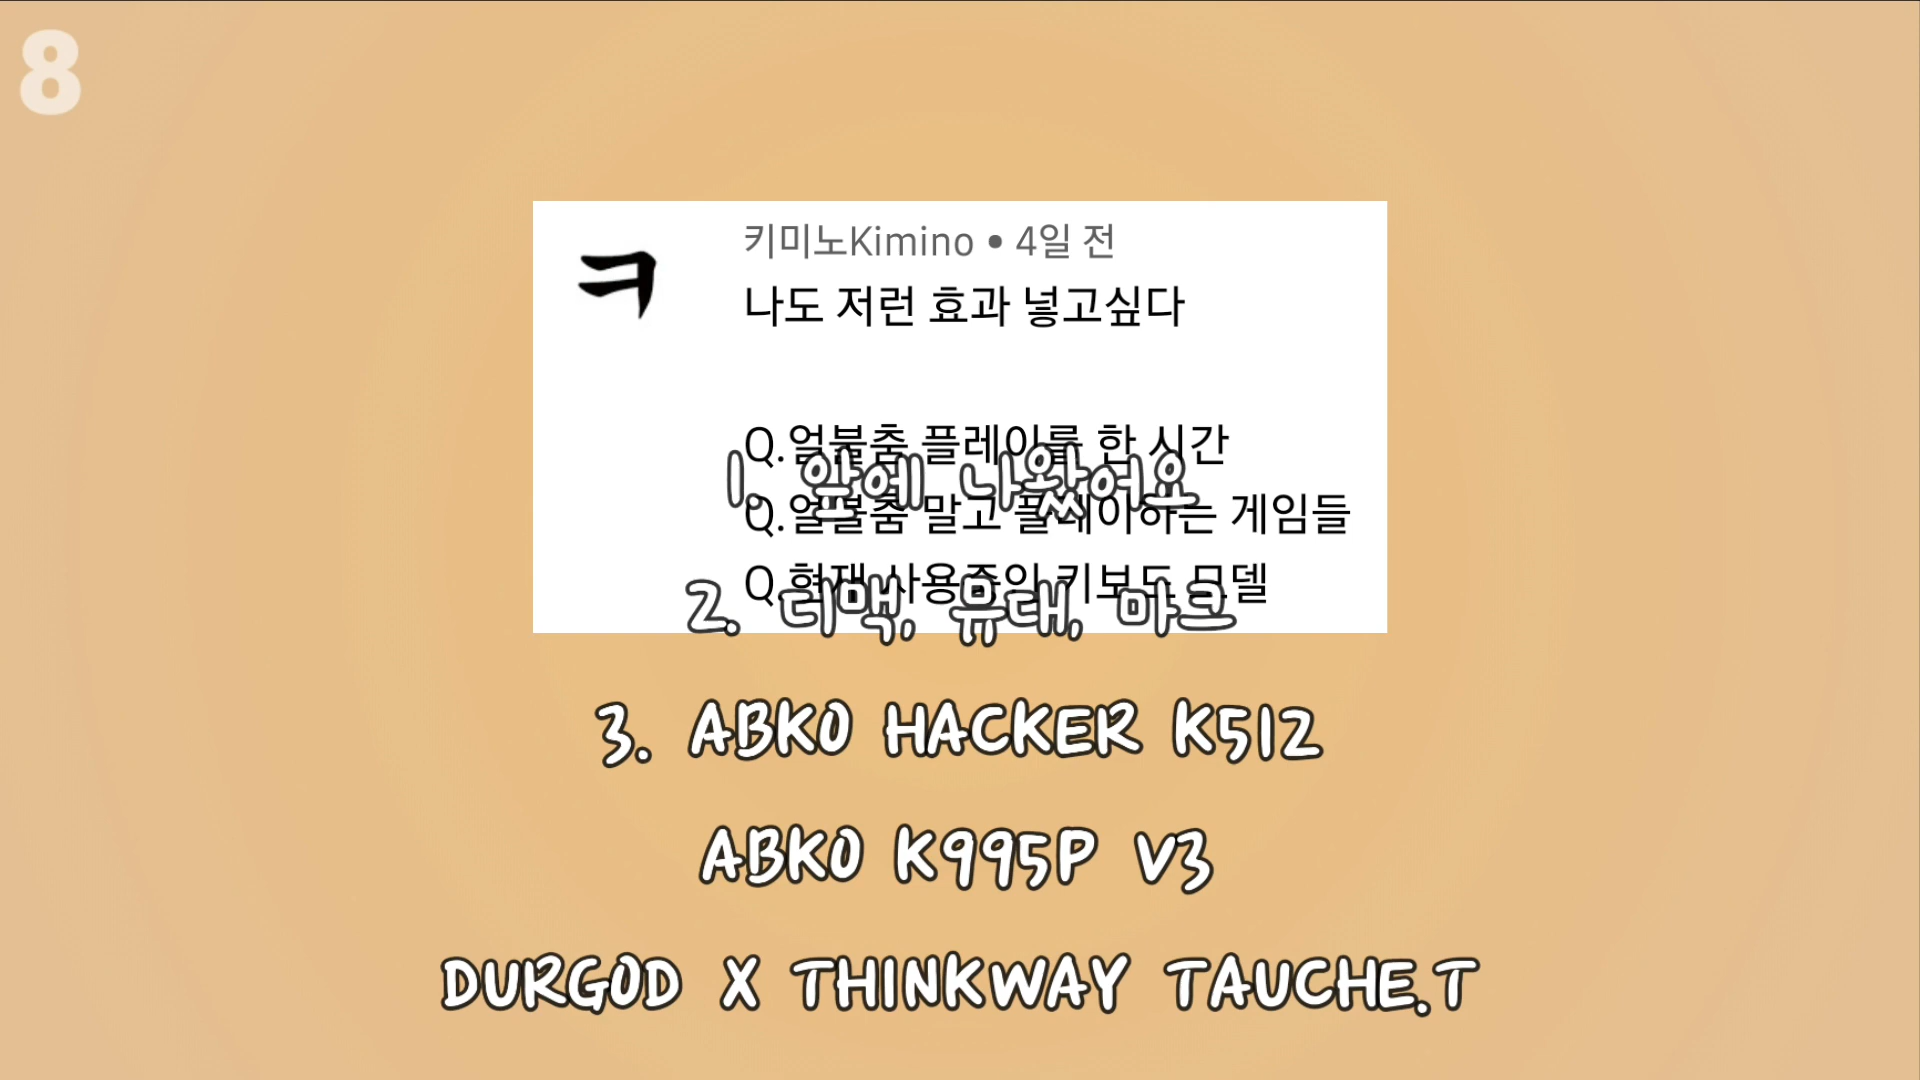 8
키미노Kimino • 4일 전
ㅋ
나도 저런 효과 넣고싶다
Q.얼불춤 플레이를 한 시간
1. 앞에 나왔어요
Q.얼불춤 말고 플레이하는 게임들
Q.현재 사용중인 키보드 모델
2. 디맥, 뮤대, 마크
3. ABKO HACKER K512
ABKO K995P V3
DURGOD X THINKWAY TAUCHE.T